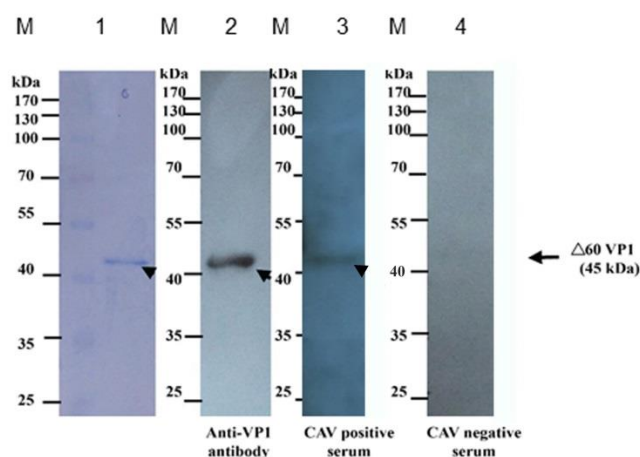 M 1 M 2 M 3 M 4
kDa
170
130
100
70
55
40
35
25
kDa
170
130
100
70
55
40
35
25
Anti-VP1
antibody
kDa
170
130
100
70
55
40
35
25
CAV positive
serum
kDa
170
130
100
70
55
40
35
25
CAV negative
serum
△60 VP1
(45 kDa)